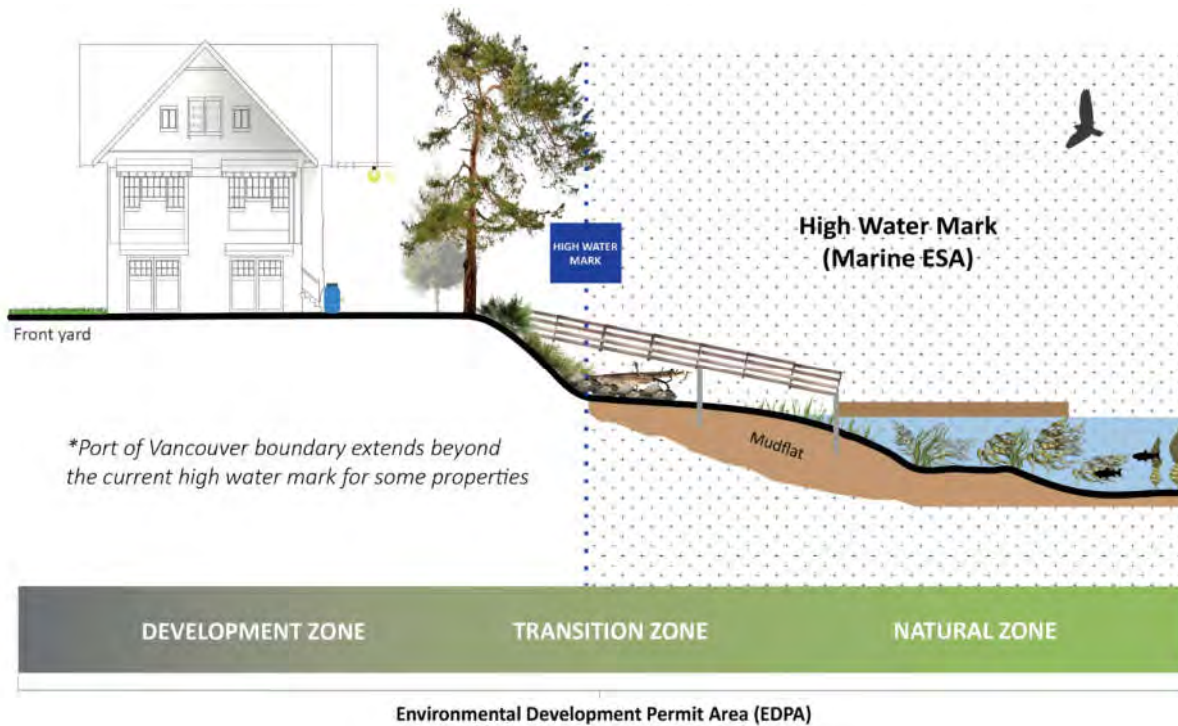 HIGH WATER
MARK
High Water Mark
(Marine ESA)
Front yard
*Port of Vancouver boundary extends beyond
the current high water mark for some properties
Mudflat
DEVELOPMENT ZONE
TRANSITION ZONE
NATURAL ZONE
Environmental Development Permit Area (EDPA)